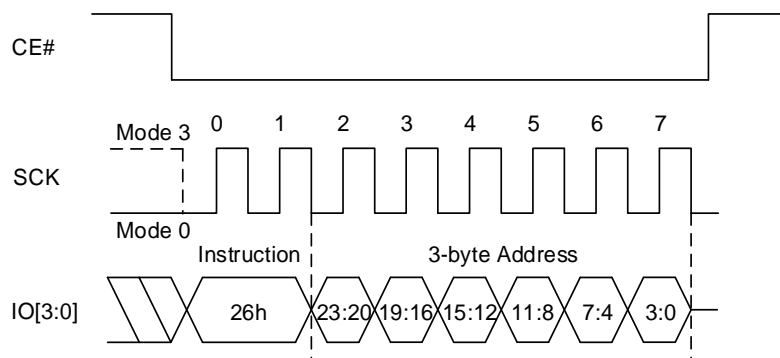 CE#
0 1 2 3 4 5 6 7
Mode 3
SCK
Mode 0
Instruction 3-byte Address
IO[3:0] 26h 23:20 19:16 15:12 11:8 7:4 3:0